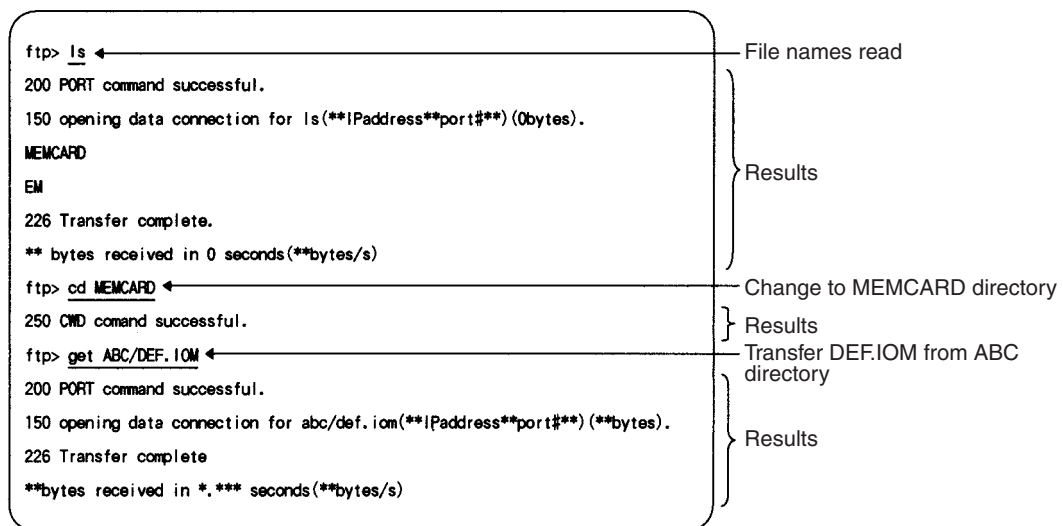 ftp> ls
File names read
200 PORT command successful.
150 opening data connection for ls(**IPaddress**port#**)(0bytes).
MEMCARD
EM
226 Transfer complete.
** bytes received in 0 seconds(**bytes/s)
Results
ftp> cd MEMCARD
Change to MEMCARD directory
250 CWD comand successful.
Results
ftp> get ABC/DEF.IOM
Transfer DEF.IOM from ABC
directory
200 PORT command successful.
150 opening data connection for abc/def.iom(**IPaddress**port#**)(**bytes).
226 Transfer complete
**bytes received in *.*** seconds(**bytes/s)
Results